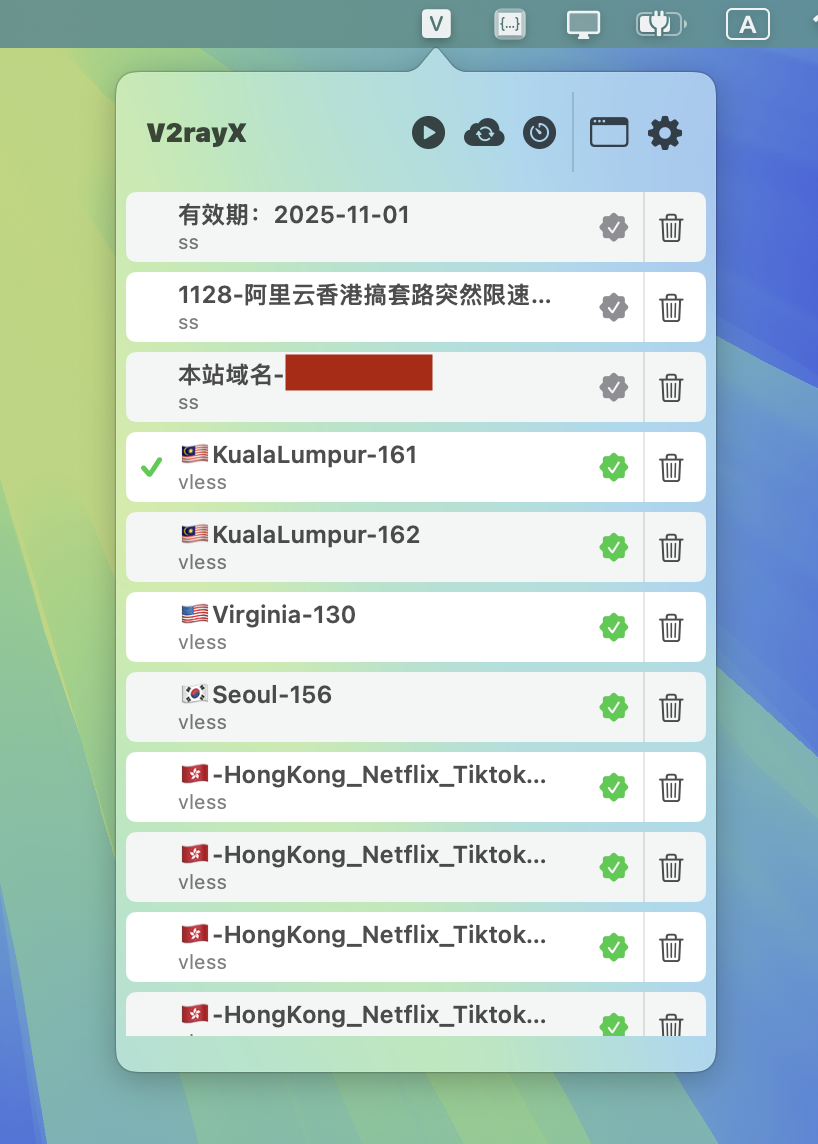 V
{...}
A
V2rayX
有效期：2025-11-01
ss
1128-阿里云香港搞套路突然限速...
ss
本站域名-
ss
KualaLumpur-161
vless
KualaLumpur-162
vless
Virginia-130
vless
Seoul-156
vless
-HongKong_Netflix_Tiktok...
vless
-HongKong_Netflix_Tiktok...
vless
-HongKong_Netflix_Tiktok...
vless
-HongKong_Netflix_Tiktok...